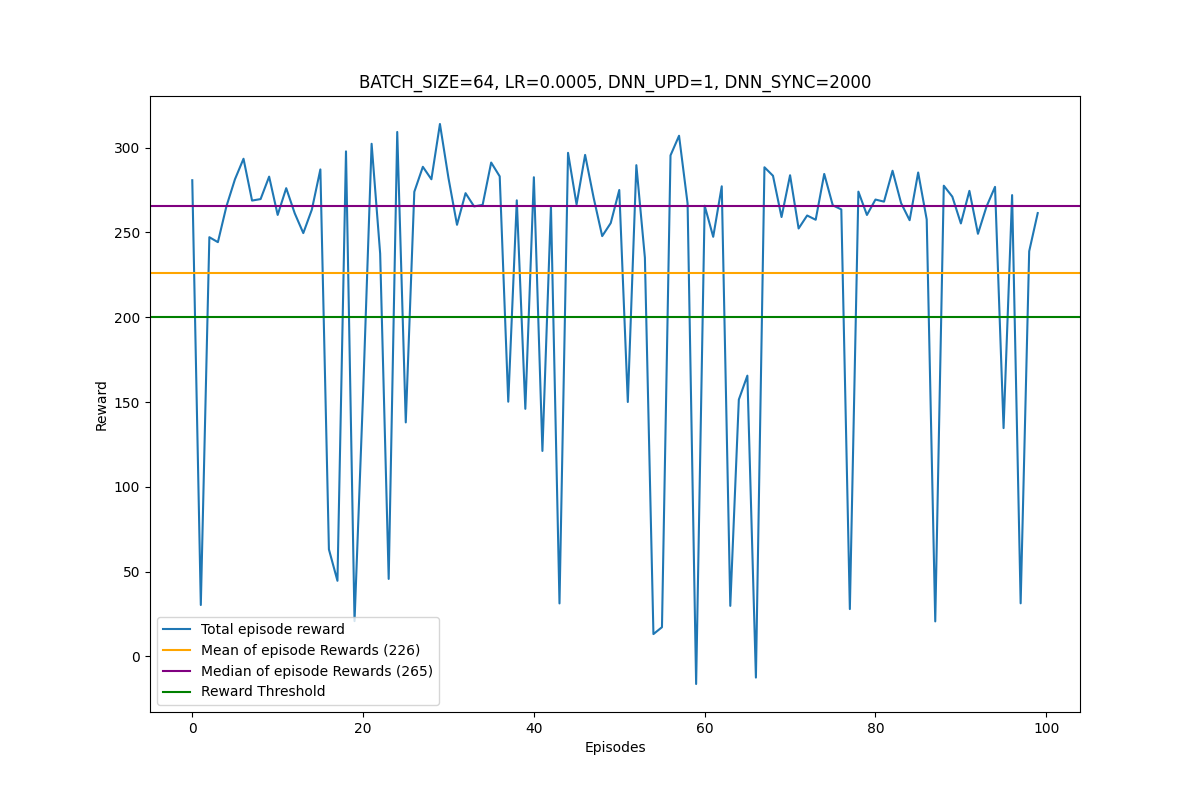 BATCH_SIZE=64, LR=0.0005, DNN_UPD=1, DNN_SYNC=2000
300
250
200
150
100
50
0
Reward
Total episode reward
Mean of episode Rewards (226)
Median of episode Rewards (265)
Reward Threshold
0 20 40 60 80 100
Episodes